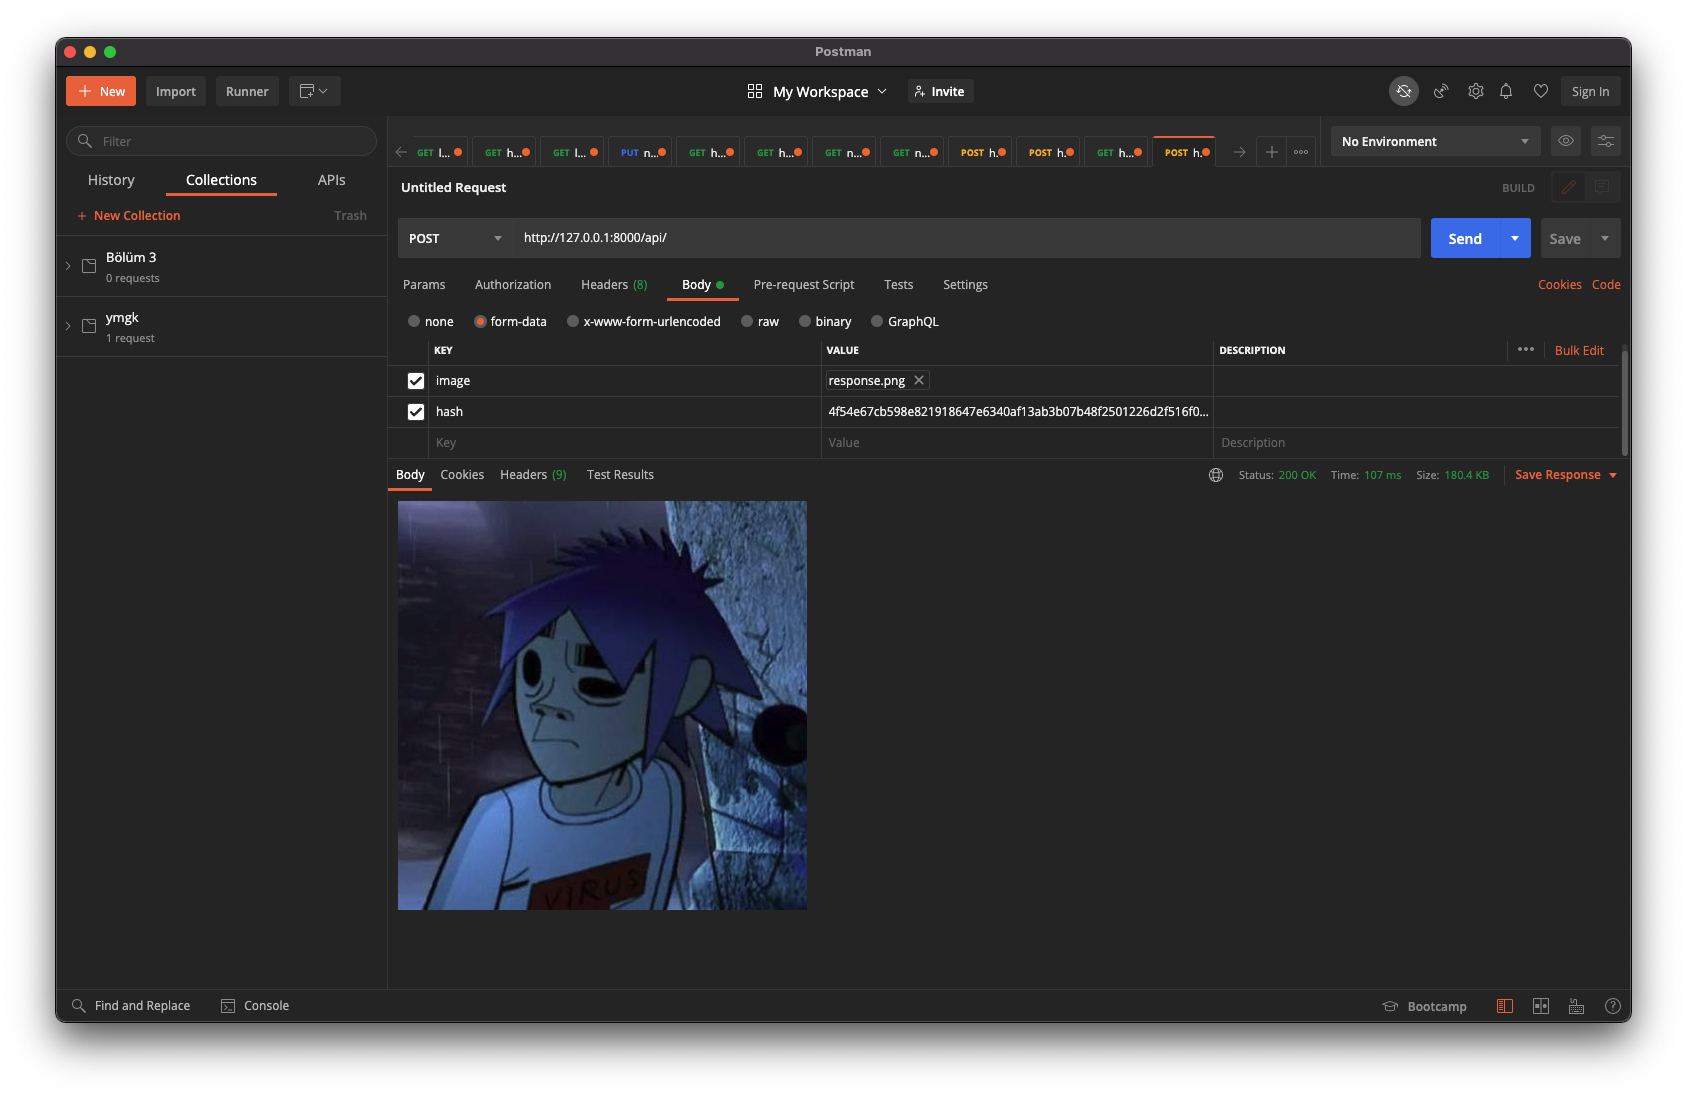 Postman
New
Import
Runner
My Workspace
Invite
Sign In
Filter
GET l...
GET h...
GET l...
PUT n...
GET h...
GET h...
GET n...
GET n...
POST h.
POST h.
GET h...
POST h.
No Environment
History
Collections
APIs
Untitled Request
BUILD
+ New Collection
Trash
POST
http://127.0.0.1:8000/api/
Send
Save
Bölüm 3
0 requests
Params
Authorization
Headers (8)
Body
Pre-request Script
Tests
Settings
Cookies
Code
ymgk
1 request
none
form-data
x-www-form-urlencoded
raw
binary
GraphQL
KEY
VALUE
DESCRIPTION
Bulk Edit
image
response.png
hash
4f54e67cb598e821918647e6340af13ab3b07b48f2501226d2f516f0...
Key
Value
Description
Body
Cookies
Headers (9)
Test Results
Status: 200 OK
Time: 107 ms
Size: 180.4 KB
Save Response
VIRUS
Find and Replace
Console
Bootcamp